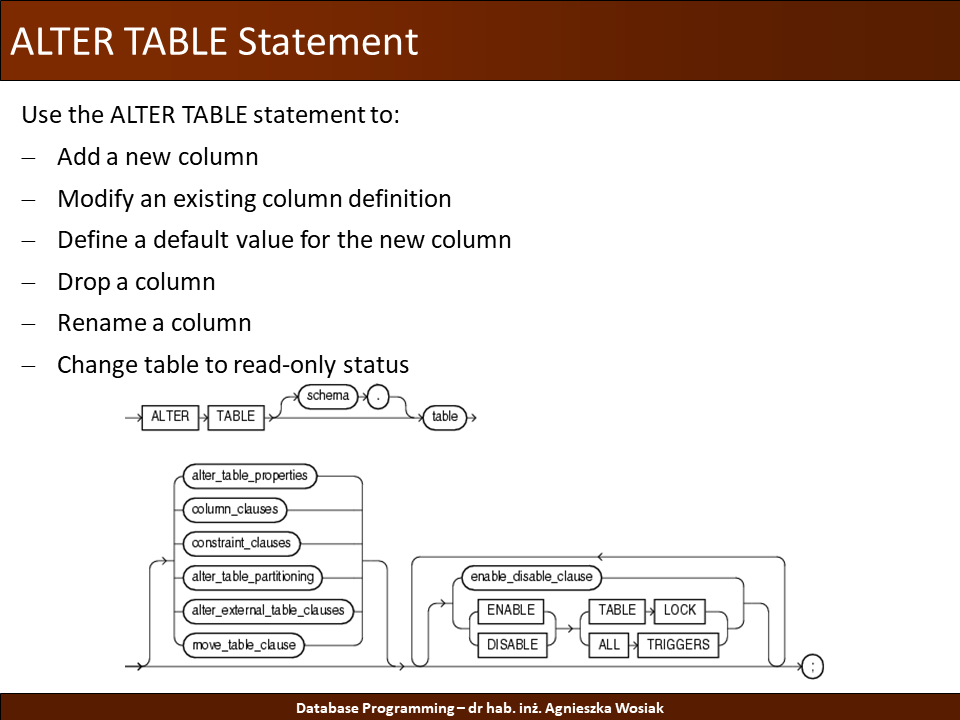 ALTER TABLE Statement
Use the ALTER TABLE statement to:
– Add a new column
– Modify an existing column definition
– Define a default value for the new column
– Drop a column
– Rename a column
– Change table to read-only status
schema .
ALTER TABLE table
alter_table_properties
column_clauses
constraint_clauses
alter_table_partitioning
alter_external_table_clauses
move_table_clause
enable_disable_clause
ENABLE TABLE LOCK
DISABLE ALL TRIGGERS
;
Database Programming – dr hab. inż. Agnieszka Wosiak